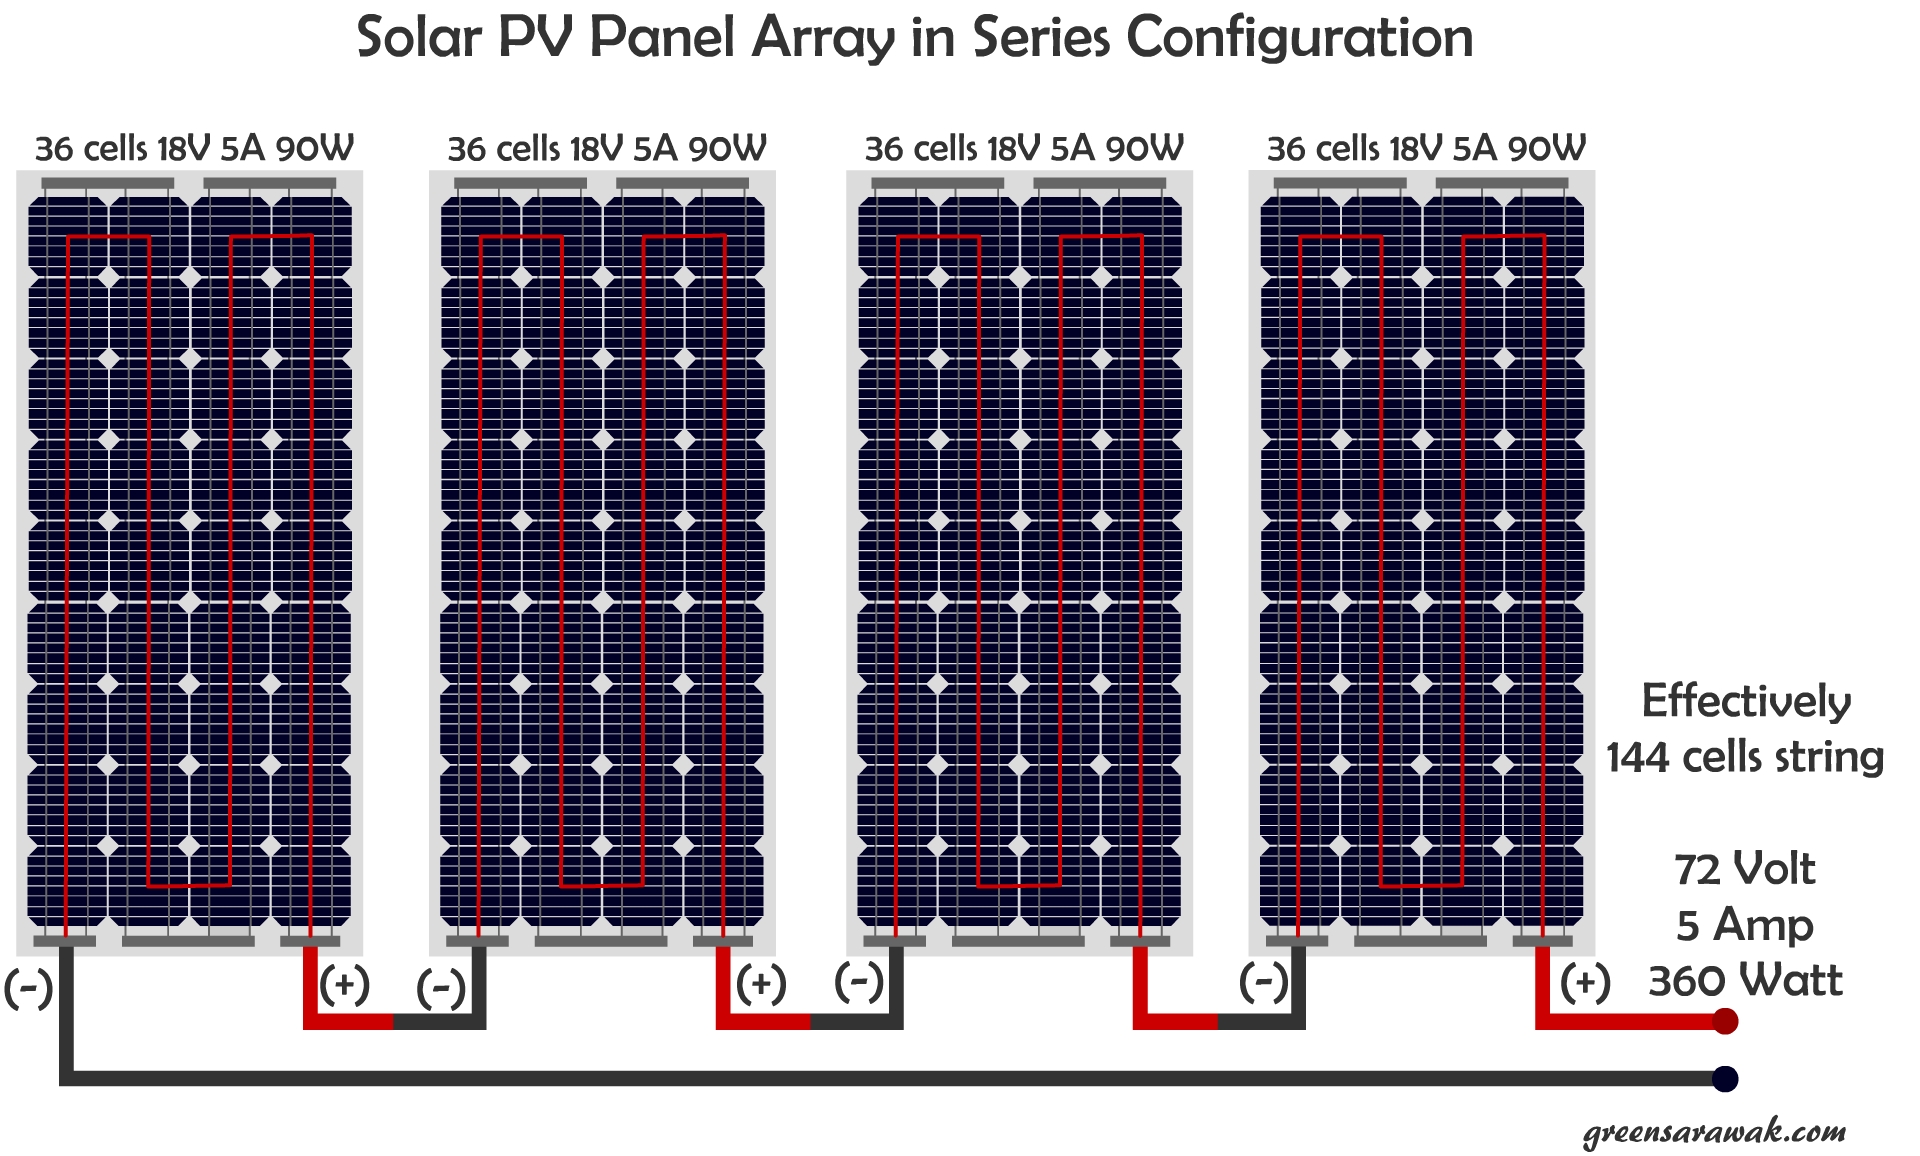 Solar PV Panel Array in Series Configuration
36 cells 18V 5A 90W
36 cells 18V 5A 90W
36 cells 18V 5A 90W
36 cells 18V 5A 90W
Effectively
144 cells string
72 Volt
5 Amp
360 Watt
(-)
(+)
(-)
(+)
(-)
(-)
(+)
greensarawak.com